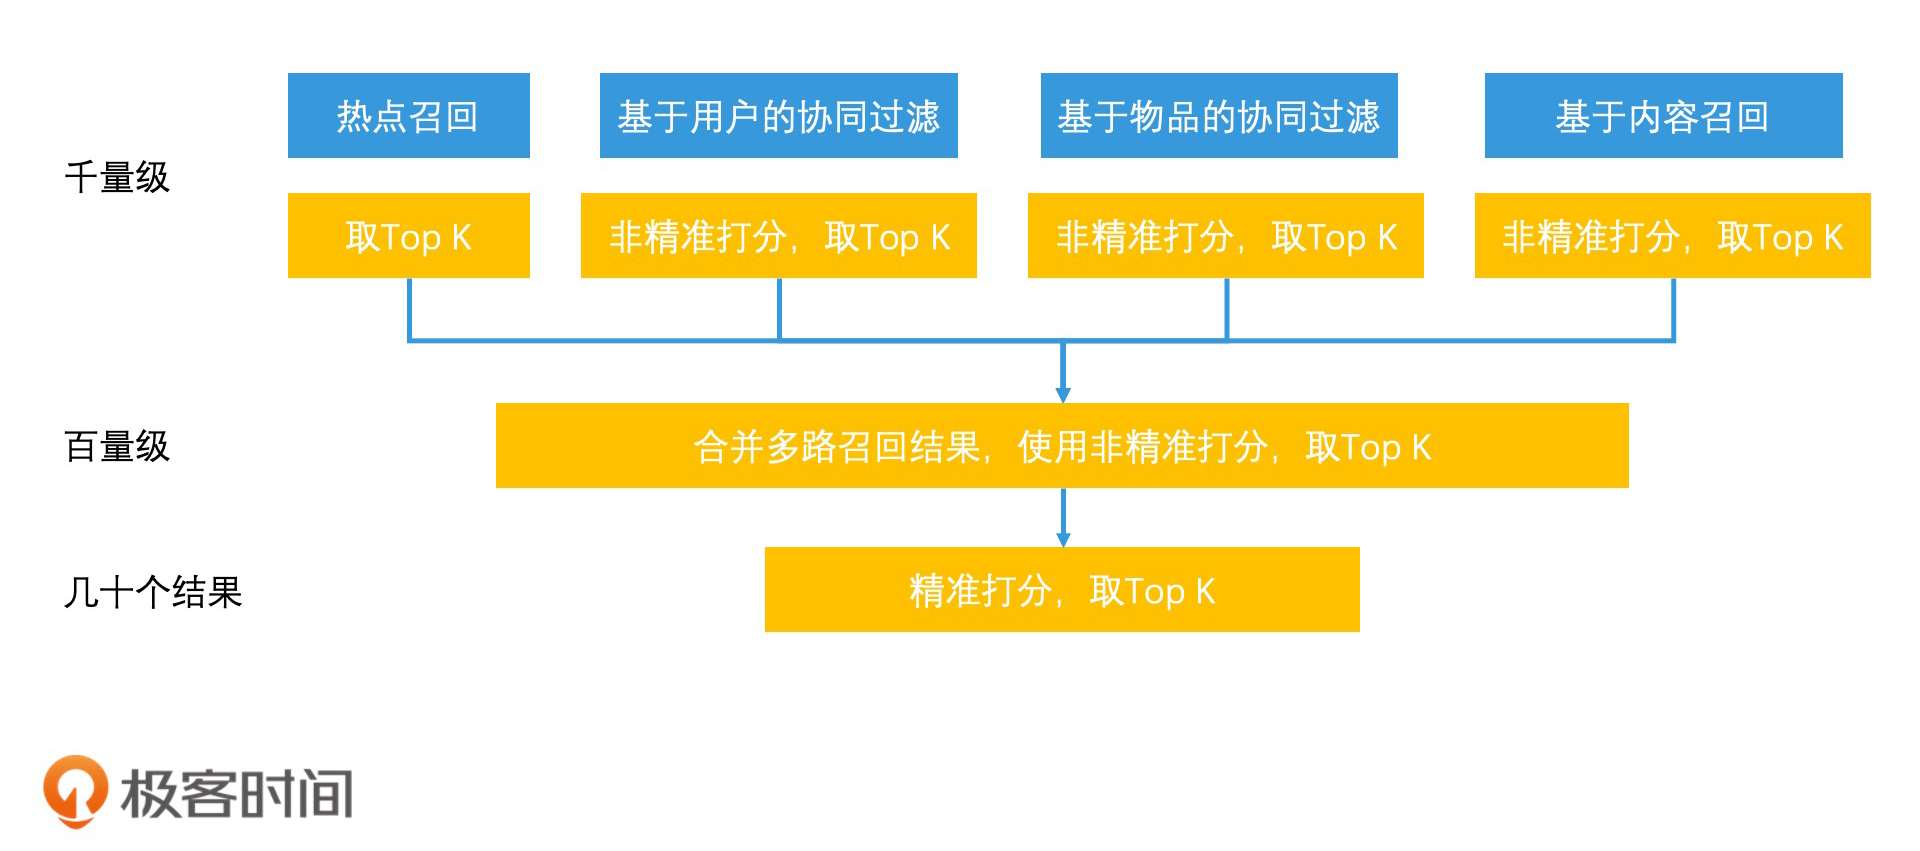 热点召回
基于用户的协同过滤
基于物品的协同过滤
基于内容召回
千量级
取Top K
非精准打分，取Top K
非精准打分，取Top K
非精准打分，取Top K
百量级
合并多路召回结果，使用非精准打分，取Top K
几十个结果
精准打分，取Top K
极客时间